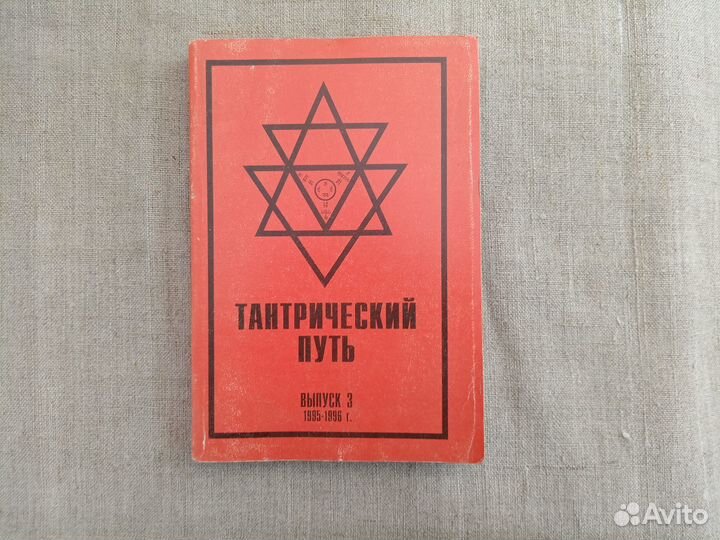 ТАНТРИЧЕСКИЙ
ПУТЬ
ВЫПУСК 3
1995-1996 г.
Avito